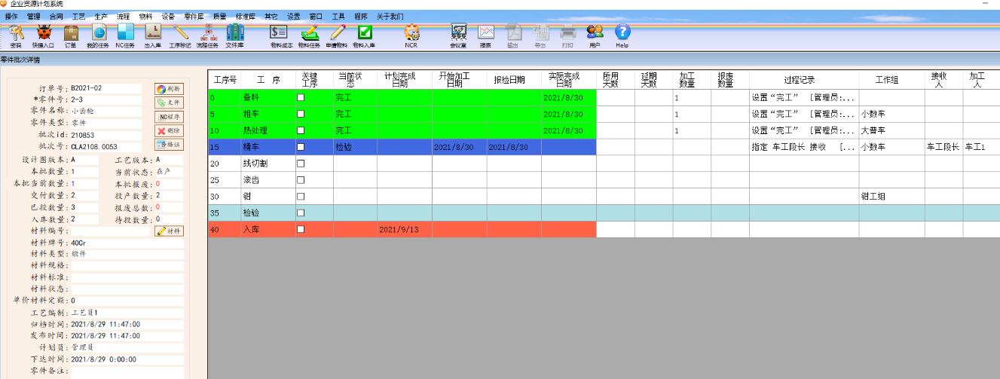 企业资源计划系统
操作 管理 合同 工艺 生产 流程 物料 设备 零件库 质量 标准库 其它 设置 窗口 工具 程序 关于我们
密码 快捷入口 订单 我的任务 NC任务 出入库 工序标记 流程任务 文件库 物料成本 物料任务 申请物料 物料入库 NCR 会议室 报表 输出 导出 打印 用户 Help
零件批次详情
订单号: B2021-02 刷新
*零件号: 2-3 文件
零件名称: 小齿轮
零件类型: 零件 NC程序
批次id: 210853 删除
批次号: CLA2108.0053 合格证
设计图版本: A 工艺版本: A
本批数量: 1 当前状态: 在产
本批当前数量: 1 本批报废: 0
交付数量: 2 投产数量: 2
已投数量: 3 报废总数: 0
入库数量: 2 待投数量: 0
材料编号: 材料
材料牌号: 40Cr
材料类型: 锻件
材料规格:
材料标准:
材料状态:
单价材料定额: 0
工艺编制: 工艺员1
归档时间: 2021/8/29 11:47:00
发布时间: 2021/8/29 11:47:00
计划员: 管理员
下达时间: 2021/8/29 0:00:00
零件备注:
工序号 工 序 关键工序 当前状态 计划完成日期 开始加工日期 报检日期 实际完成日期 所用天数 延期天数 加工数量 报废数量 过程记录 工作组 接收人 加工人
0 备料 完工 2021/8/30 1 设置“完工” [管理员:...
5 粗车 完工 2021/8/30 1 设置“完工” [管理员:... 小数车
10 热处理 完工 2021/8/30 1 设置“完工” [管理员:... 大普车
15 精车 检验 2021/8/30 2021/8/30 指定 车工段长 接收 [... 小数车 车工段长 车工1
20 线切割
25 滚齿
30 钳 钳工组
35 检验
40 入库 2021/9/13